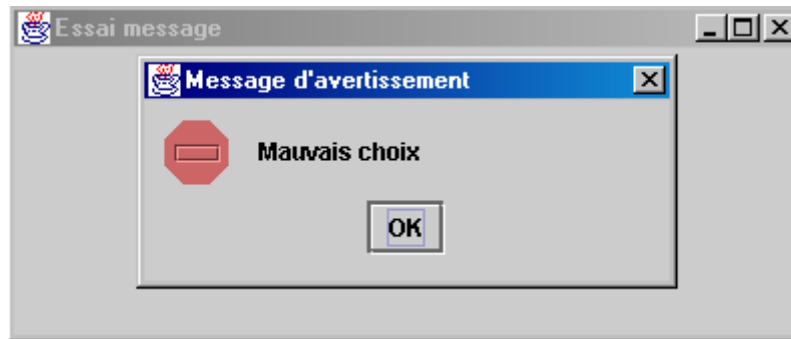 Essai message
Message d'avertissement
Mauvais choix
OK